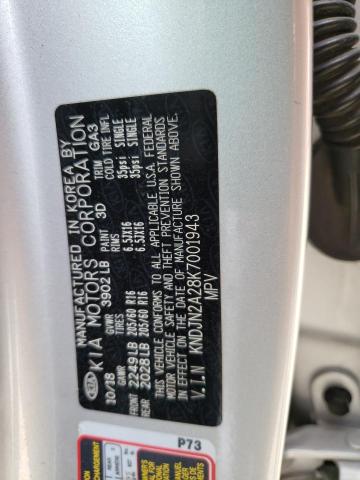 MANUFACTURED IN KOREA BY
KIA MOTORS CORPORATION
10/18 GVWR 3902LB PAINT 3D TRIM GA3
GAWR TIRES RIMS COLD TIRE INFL
FRONT 2249LB 205/60 R16 6.5JX16 35psi SINGLE
REAR 2028LB 205/60 R16 6.5JX16 35psi SINGLE
THIS VEHICLE CONFORMS TO ALL APPLICABLE U.S.A. FEDERAL
MOTOR VEHICLE SAFETY AND THEFT PREVENTION STANDARDS
IN EFFECT ON THE DATE OF MANUFACTURE SHOWN ABOVE.
V.I.N KNDJN2A28K7001943
MPV
P73